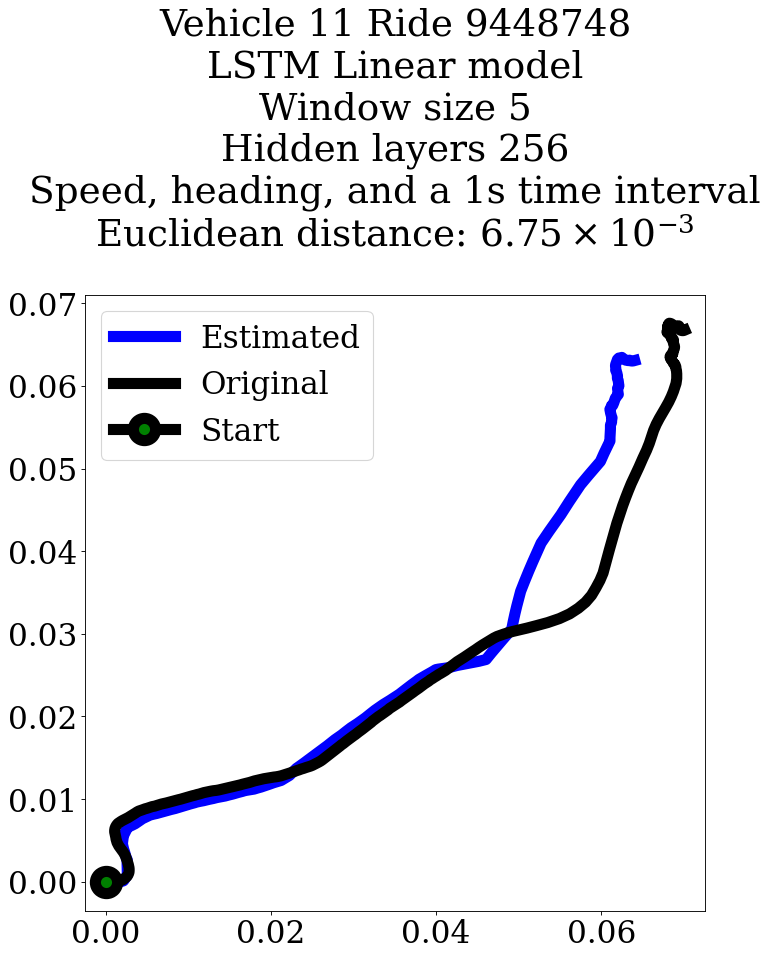 Vehicle 11 Ride 9448748
LSTM Linear model
Window size 5
Hidden layers 256
Speed, heading, and a 1s time interval
Euclidean distance: 6.75 × 10⁻³
0.07
Estimated
0.06
Original
Start
0.05
0.04
0.03
0.02
0.01
0.00
0.00 0.02 0.04 0.06